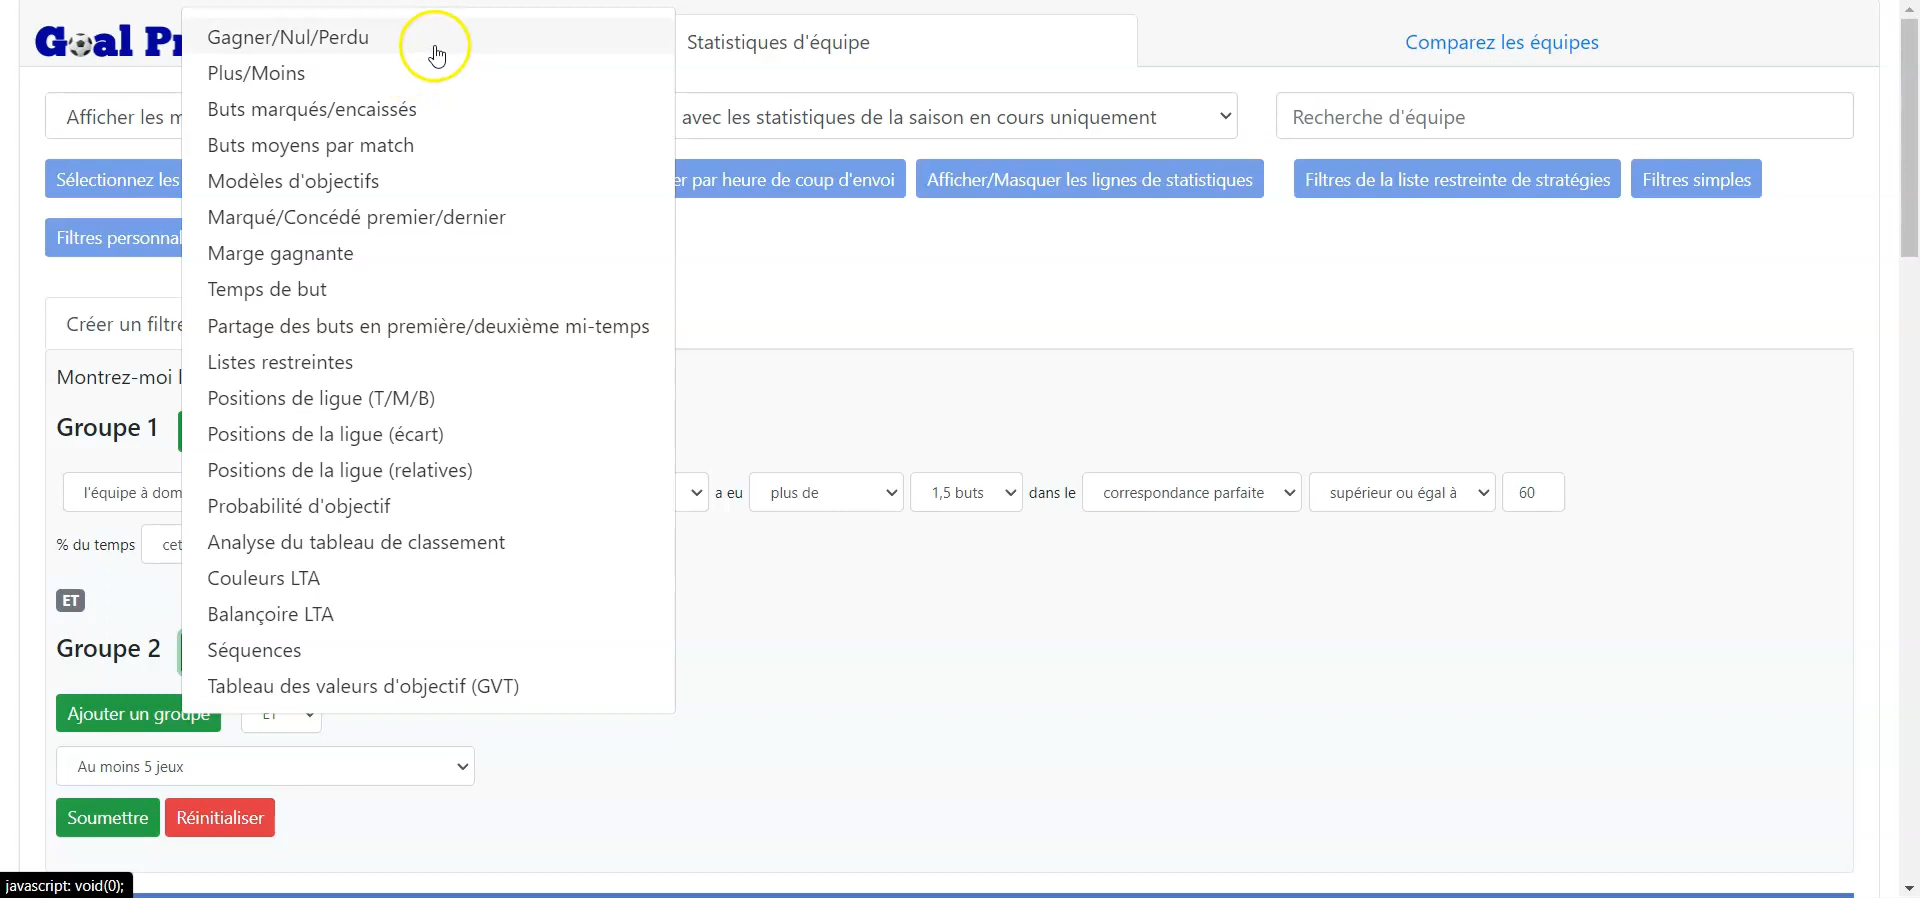 Goal Pr
Gagner/Nul/Perdu
Statistiques d'équipe
Comparez les équipes
Plus/Moins
Afficher les m
Buts marqués/encaissés
avec les statistiques de la saison en cours uniquement
Recherche d'équipe
Buts moyens par match
Sélectionnez les
Modèles d'objectifs
er par heure de coup d'envoi
Afficher/Masquer les lignes de statistiques
Filtres de la liste restreinte de stratégies
Filtres simples
Marqué/Concédé premier/dernier
Filtres personnal
Marge gagnante
Temps de but
Créer un filtre
Partage des buts en première/deuxième mi-temps
Listes restreintes
Montrez-moi l
Positions de ligue (T/M/B)
Groupe 1
Positions de la ligue (écart)
Positions de la ligue (relatives)
l'équipe à dom
a eu
plus de
1,5 buts
dans le
correspondance parfaite
supérieur ou égal à
60
Probabilité d'objectif
% du temps
cet
Analyse du tableau de classement
Couleurs LTA
ET
Balançoire LTA
Groupe 2
Séquences
Tableau des valeurs d'objectif (GVT)
Ajouter un groupe
ET
Au moins 5 jeux
Soumettre
Réinitialiser
javascript: void(0);